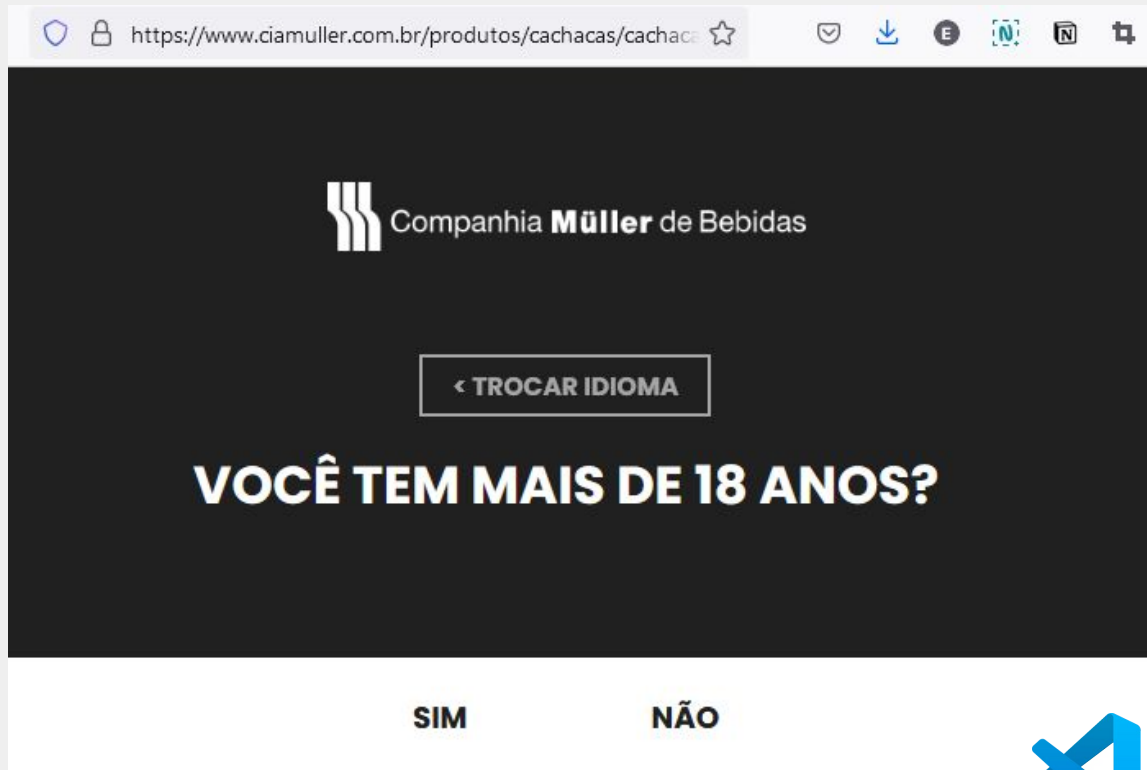 https://www.ciamuller.com.br/produtos/cachacas/cachaca
E
N
N
Companhia Müller de Bebidas
< TROCAR IDIOMA
VOCÊ TEM MAIS DE 18 ANOS?
SIM NÃO